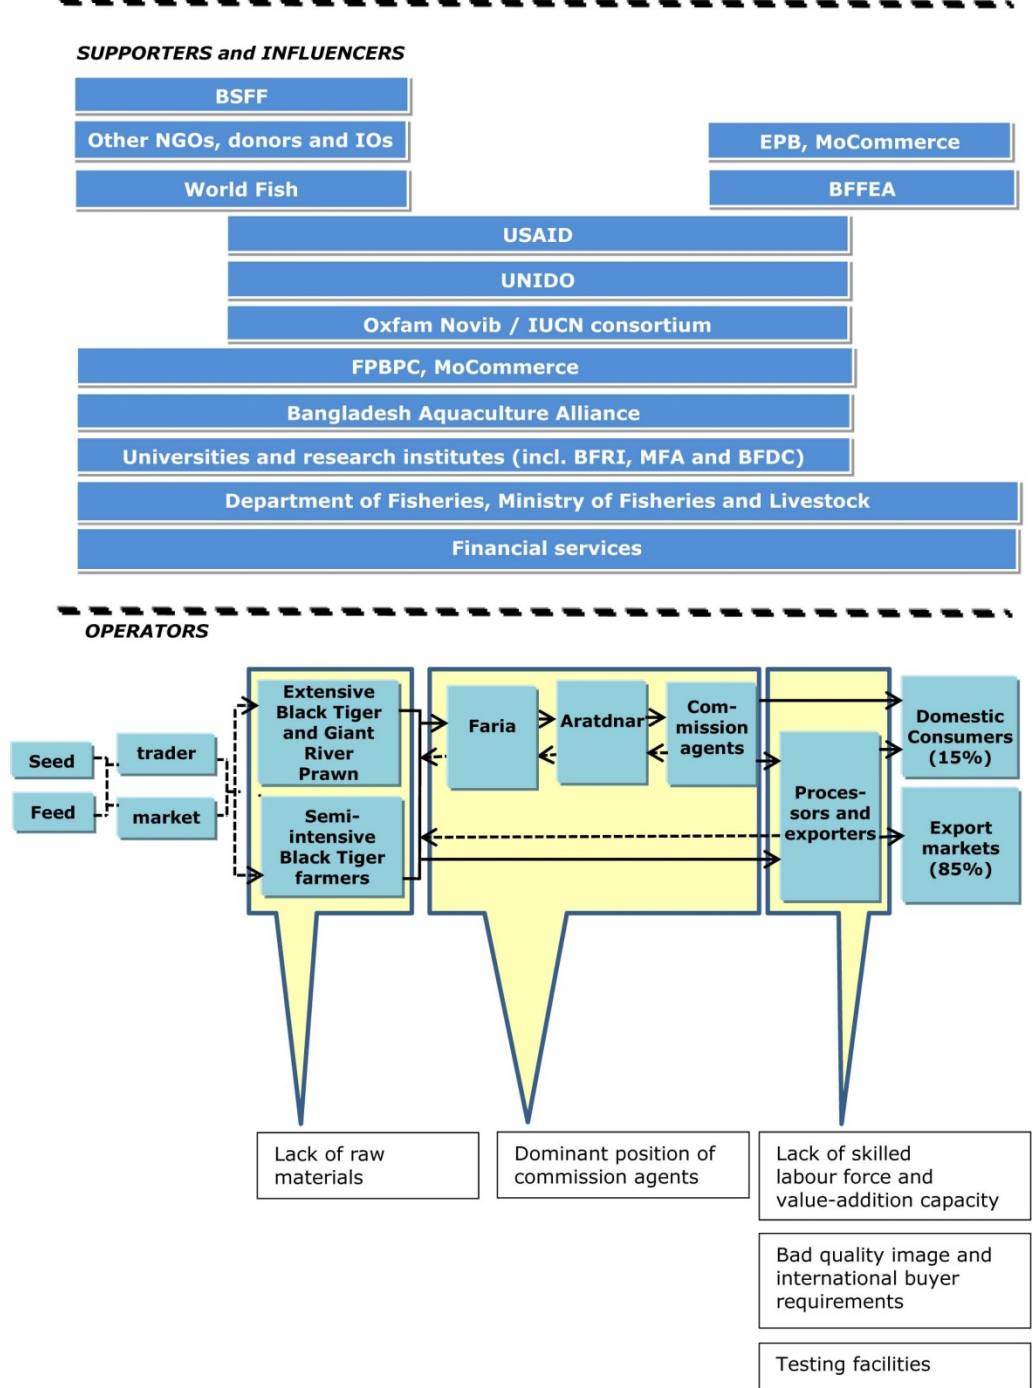 SUPPORTERS and INFLUENCERS
BSFF
Other NGOs, donors and IOs
EPB, MoCommerce
World Fish
BFFEA
USAID
UNIDO
Oxfam Novib / IUCN consortium
FPBPC, MoCommerce
Bangladesh Aquaculture Alliance
Universities and research institutes (incl. BFRI, MFA and BFDC)
Department of Fisheries, Ministry of Fisheries and Livestock
Financial services
OPERATORS
Seed
Feed
trader
market
Extensive
Black Tiger
and Giant
River
Prawn
Semi-
intensive
Black Tiger
farmers
Faria
Aratdnar
Com-
mission
agents
Proces-
sors and
exporters
Domestic
Consumers
(15%)
Export
markets
(85%)
Lack of raw
materials
Dominant position of
commission agents
Lack of skilled
labour force and
value-addition capacity
Bad quality image and
international buyer
requirements
Testing facilities